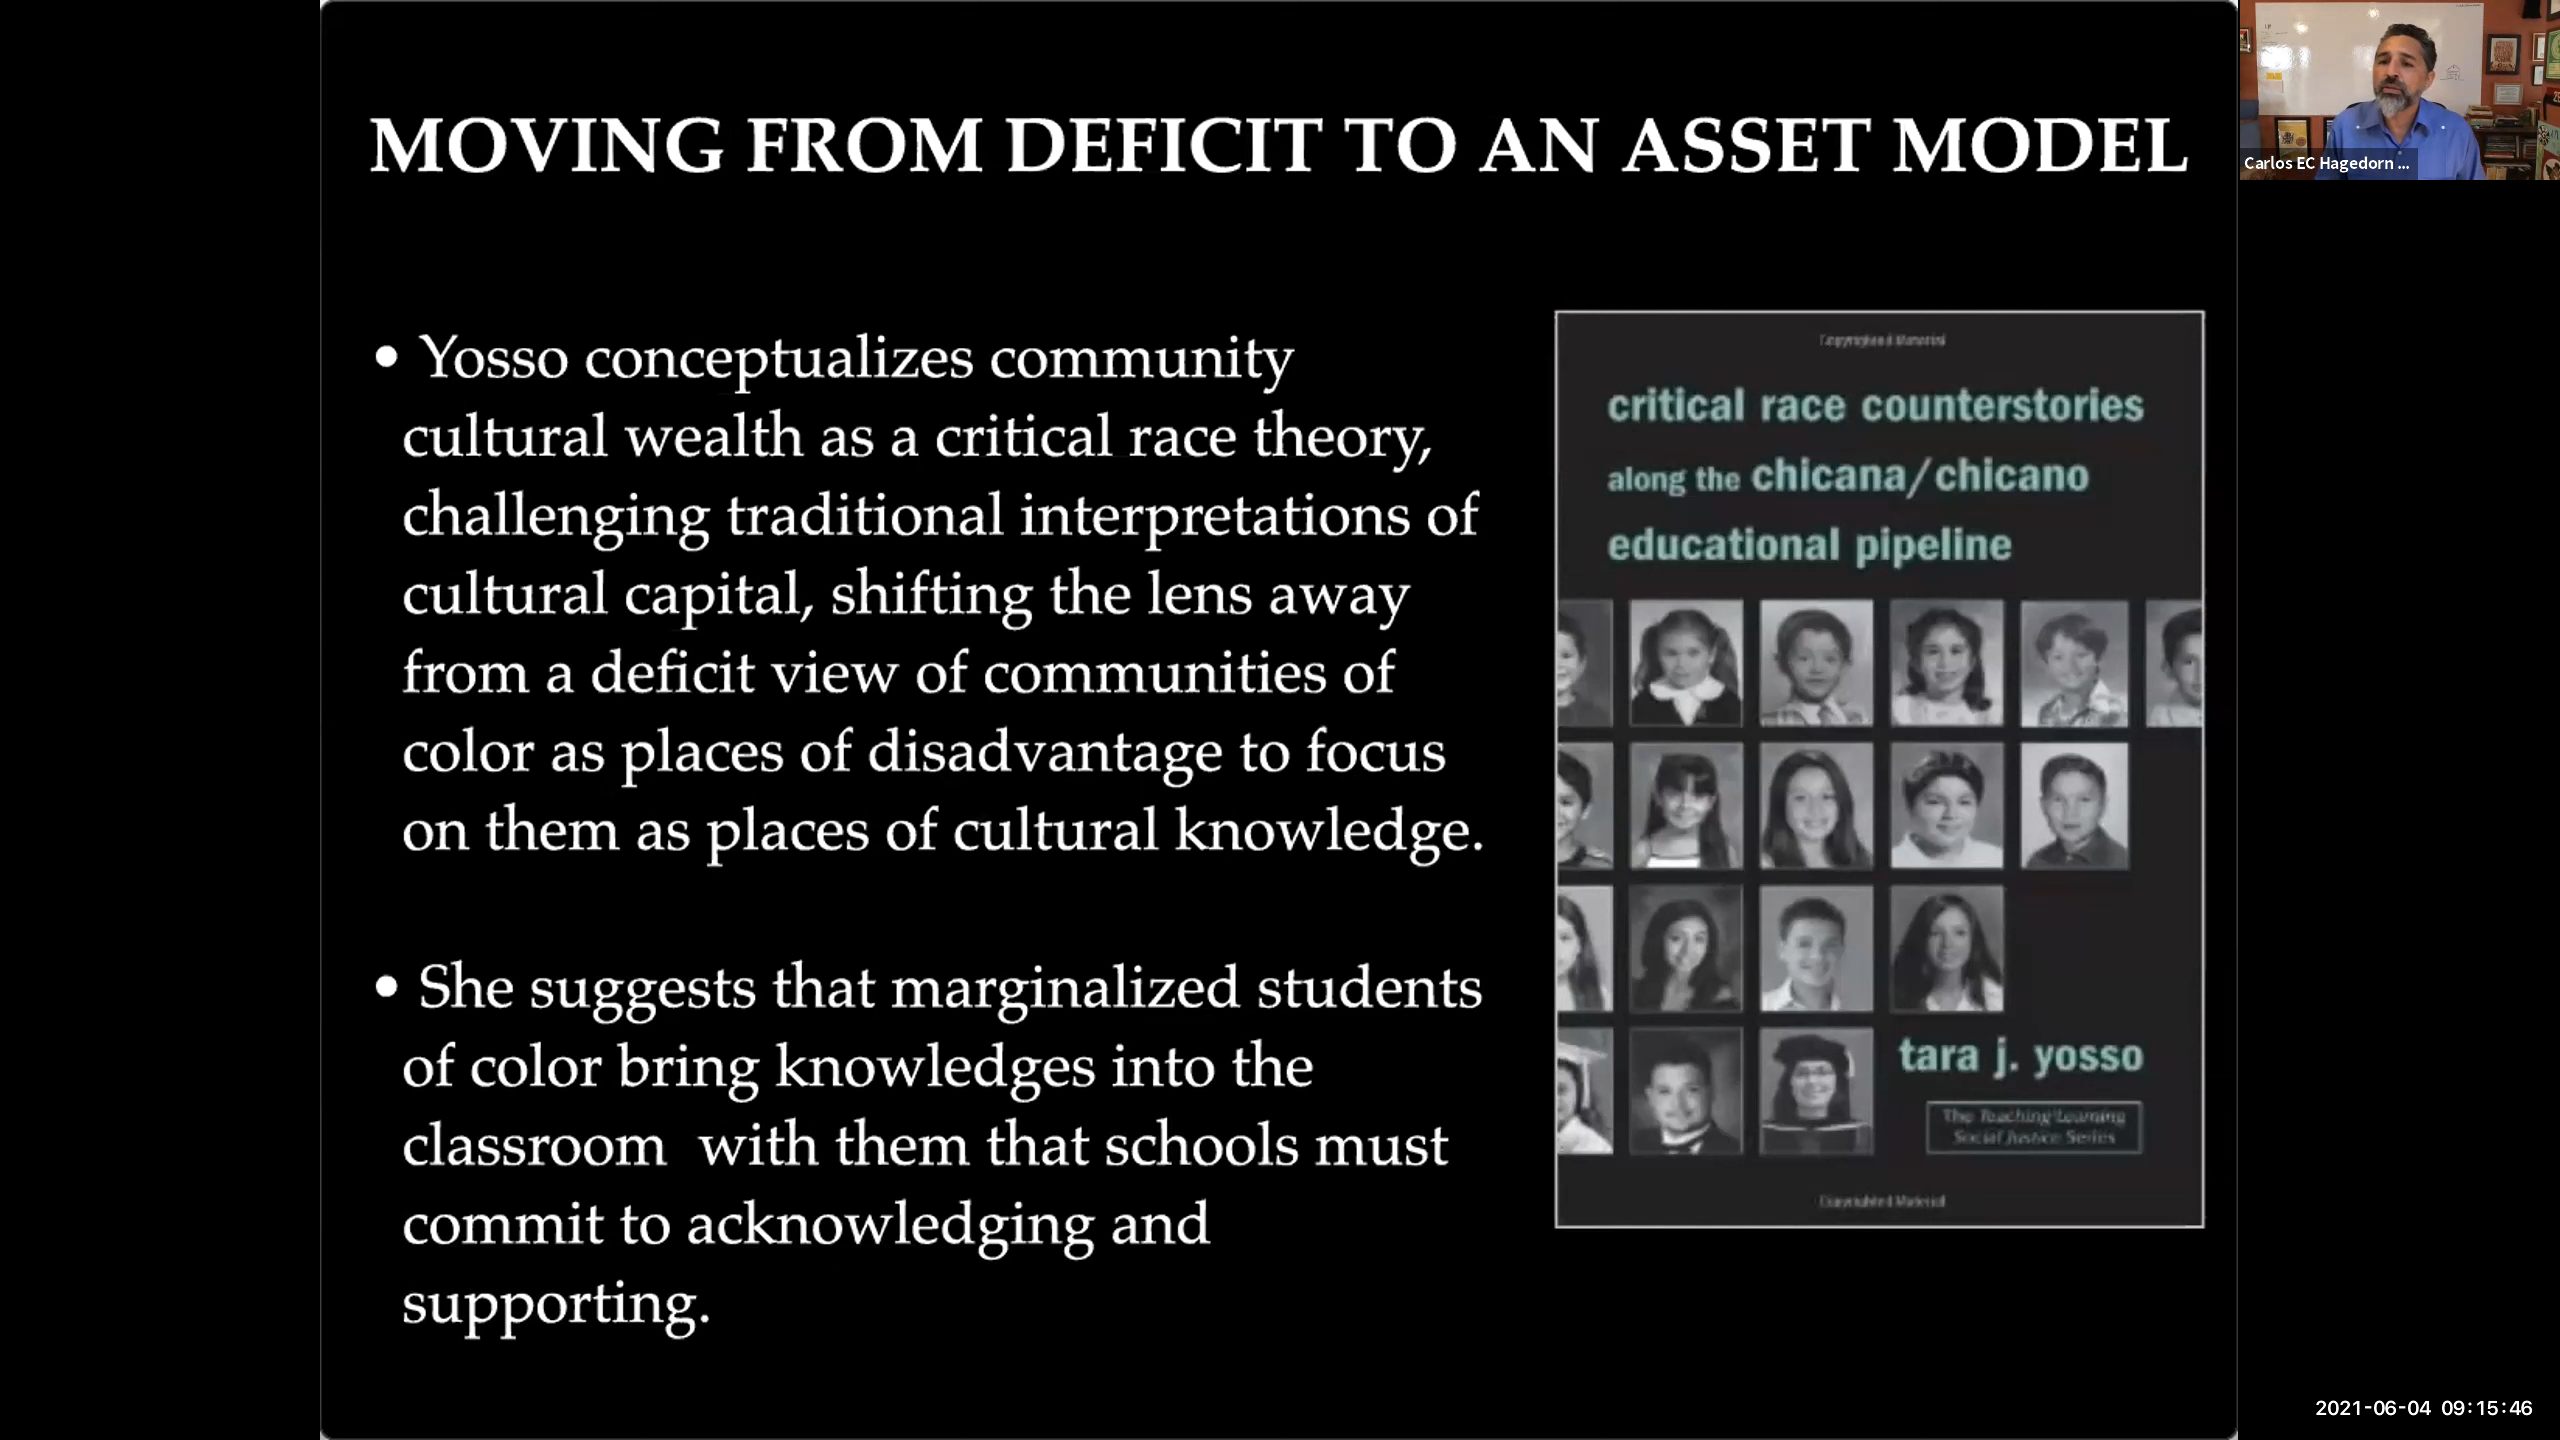 MOVING FROM DEFICIT TO AN ASSET MODEL
• Yosso conceptualizes community
cultural wealth as a critical race theory,
challenging traditional interpretations of
cultural capital, shifting the lens away
from a deficit view of communities of
color as places of disadvantage to focus
on them as places of cultural knowledge.
• She suggests that marginalized students
of color bring knowledges into the
classroom  with them that schools must
commit to acknowledging and
supporting.
Copyrighted Material
critical race counterstories
along the chicana/chicano
educational pipeline
tara j. yosso
The Teaching/Learning
Social Justice Series
Copyrighted Material
Carlos EC Hagedorn ...
2021-06-04 09:15:46